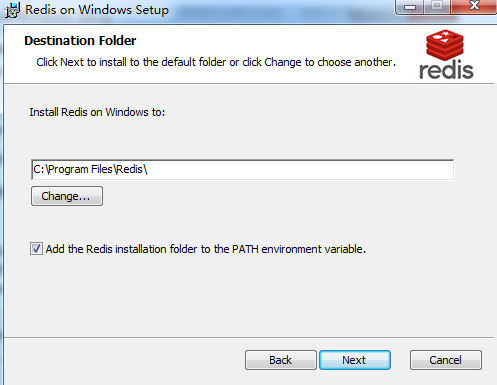 Redis on Windows Setup
Destination Folder
Click Next to install to the default folder or click Change to choose another.
redis
Install Redis on Windows to:
C:\Program Files\Redis\
Change...
Add the Redis installation folder to the PATH environment variable.
Back
Next
Cancel